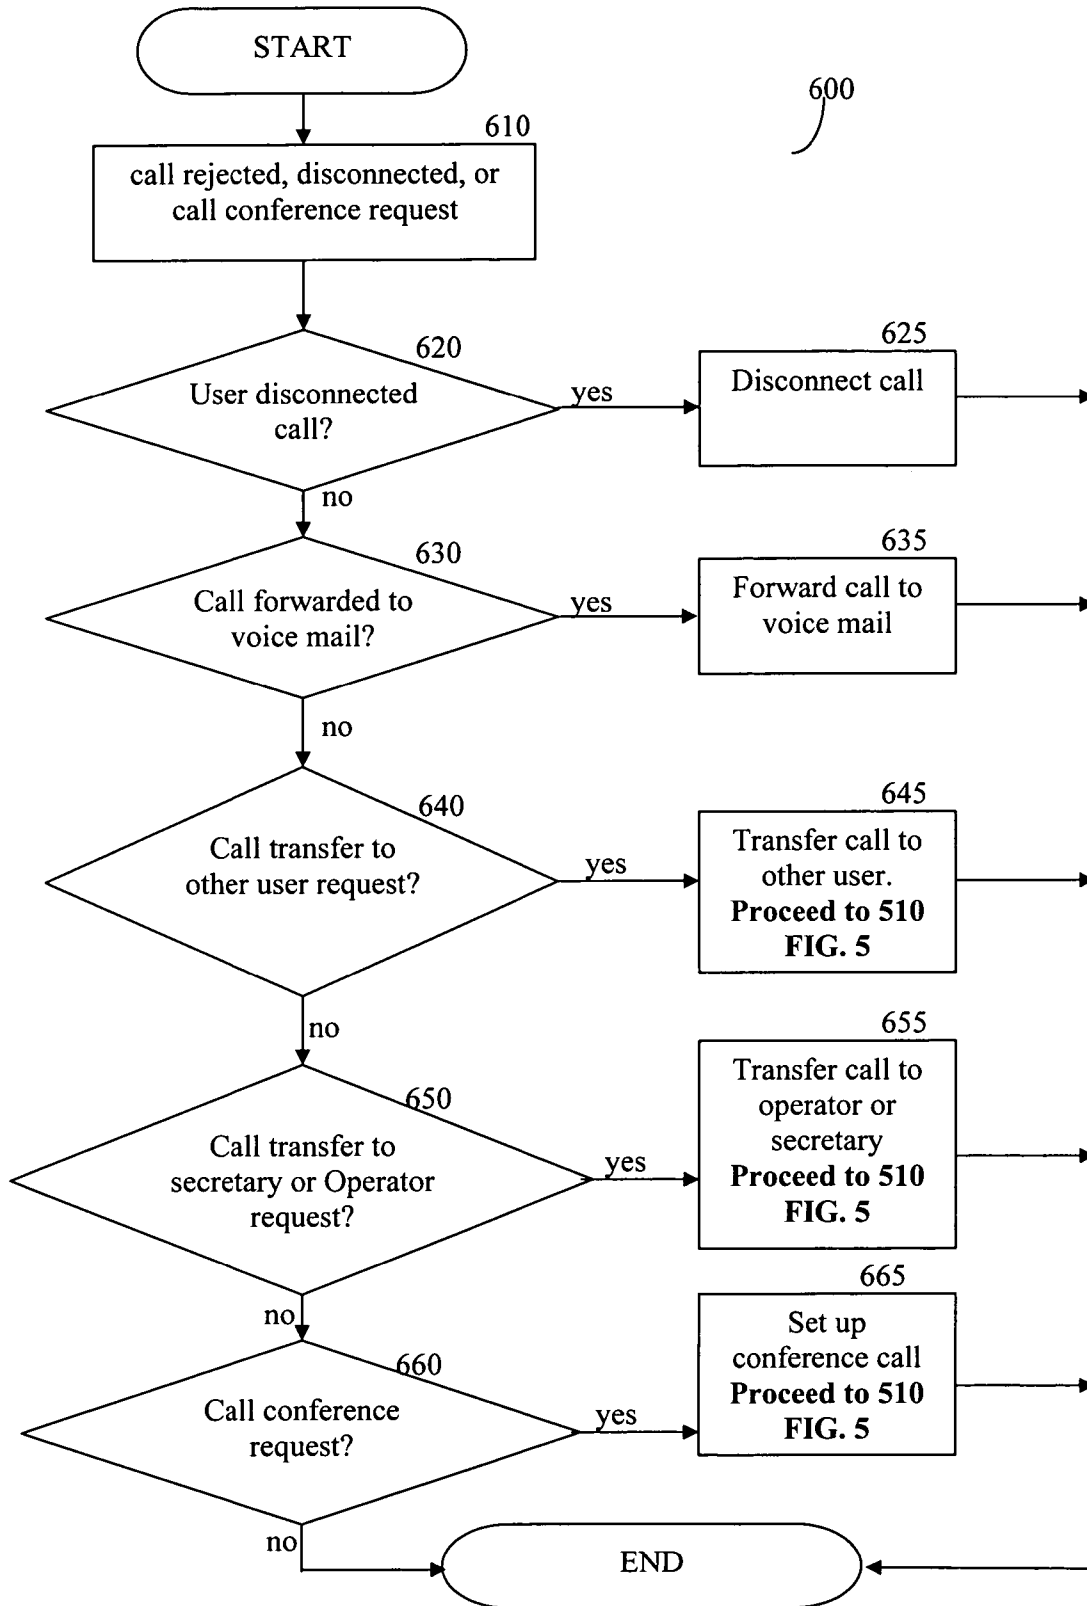 START
600
610
call rejected, disconnected, or
call conference request
620
User disconnected
call?
yes
625
Disconnect call
no
630
Call forwarded to
voice mail?
yes
635
Forward call to
voice mail
no
640
Call transfer to
other user request?
yes
645
Transfer call to
other user.
Proceed to 510
FIG. 5
no
650
Call transfer to
secretary or Operator
request?
yes
655
Transfer call to
operator or
secretary
Proceed to 510
FIG. 5
no
660
Call conference
request?
yes
665
Set up
conference call
Proceed to 510
FIG. 5
no
END